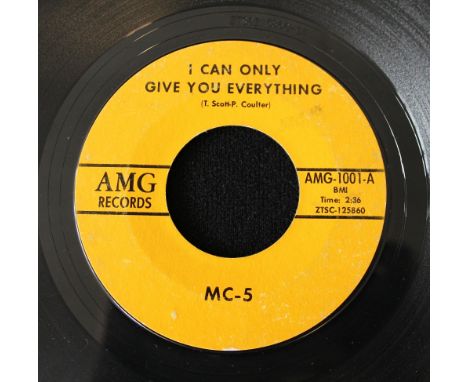 I CAN ONLY
GIVE YOU EVERYTHING
(T. Scott-P. Coulter)
AMG
RECORDS
AMG-1001-A
BMI
Time: 2:36
ZTSC-125860
MC-5